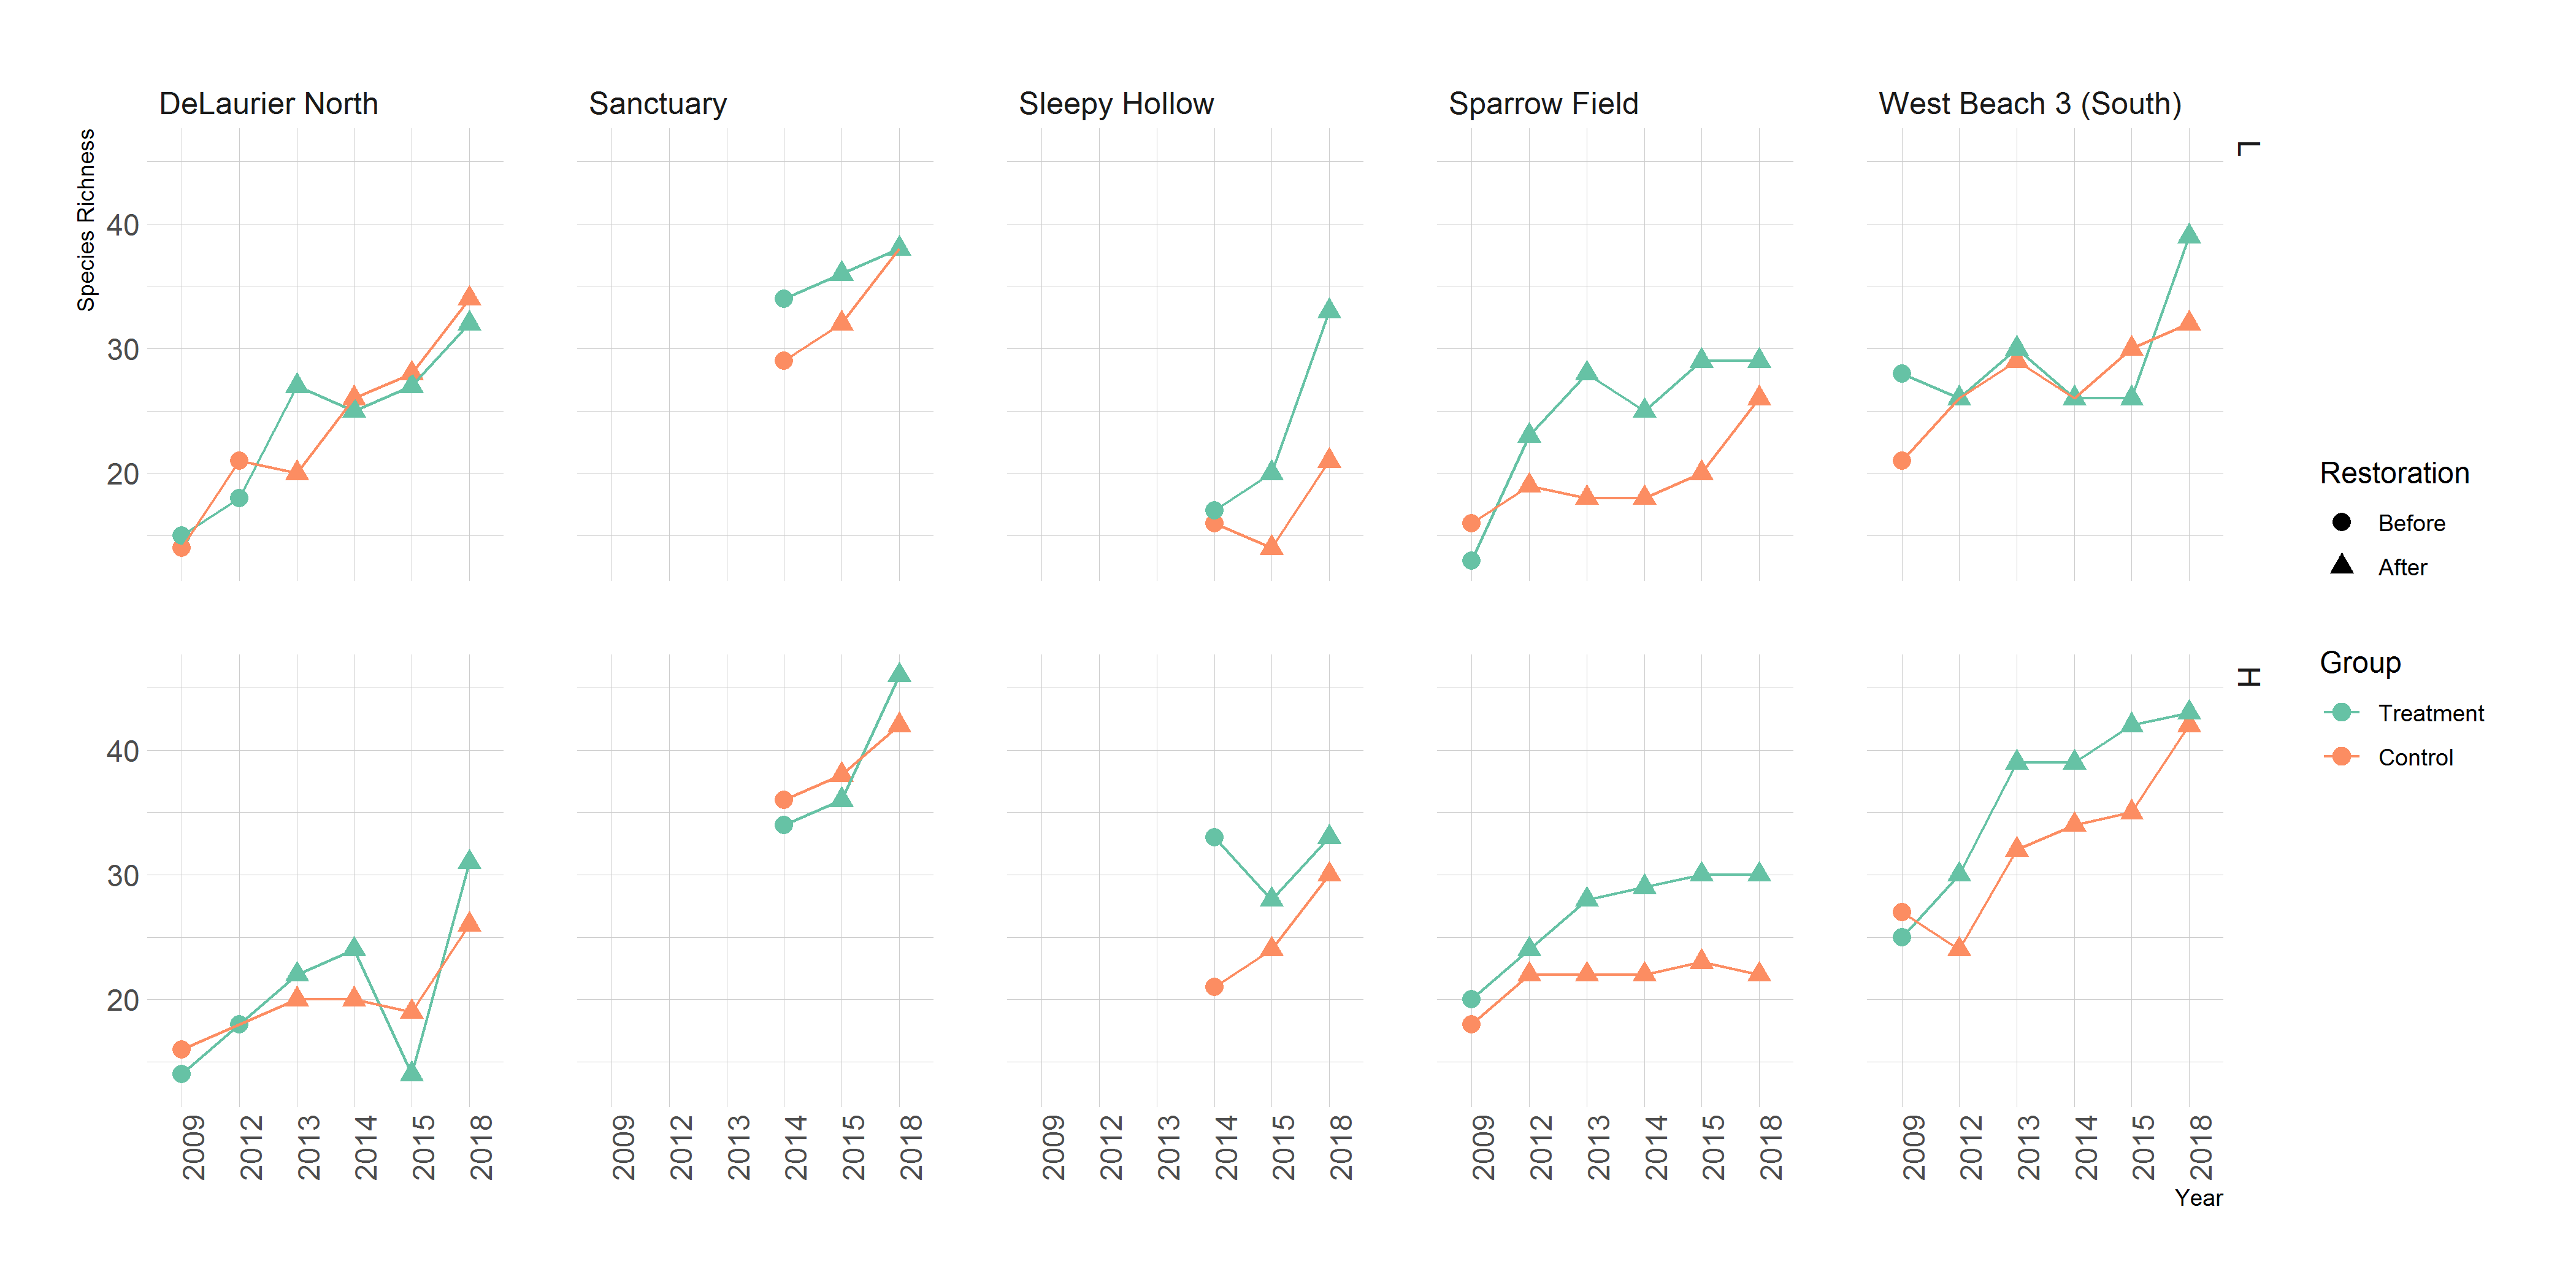 DeLaurier North
Sanctuary
Sleepy Hollow
Sparrow Field
West Beach 3 (South)
Species Richness
40
30
20
L
40
30
20
H
2009 2012 2013 2014 2015 2018
2009 2012 2013 2014 2015 2018
2009 2012 2013 2014 2015 2018
2009 2012 2013 2014 2015 2018
2009 2012 2013 2014 2015 2018
Year
Restoration
Before
After
Group
Treatment
Control